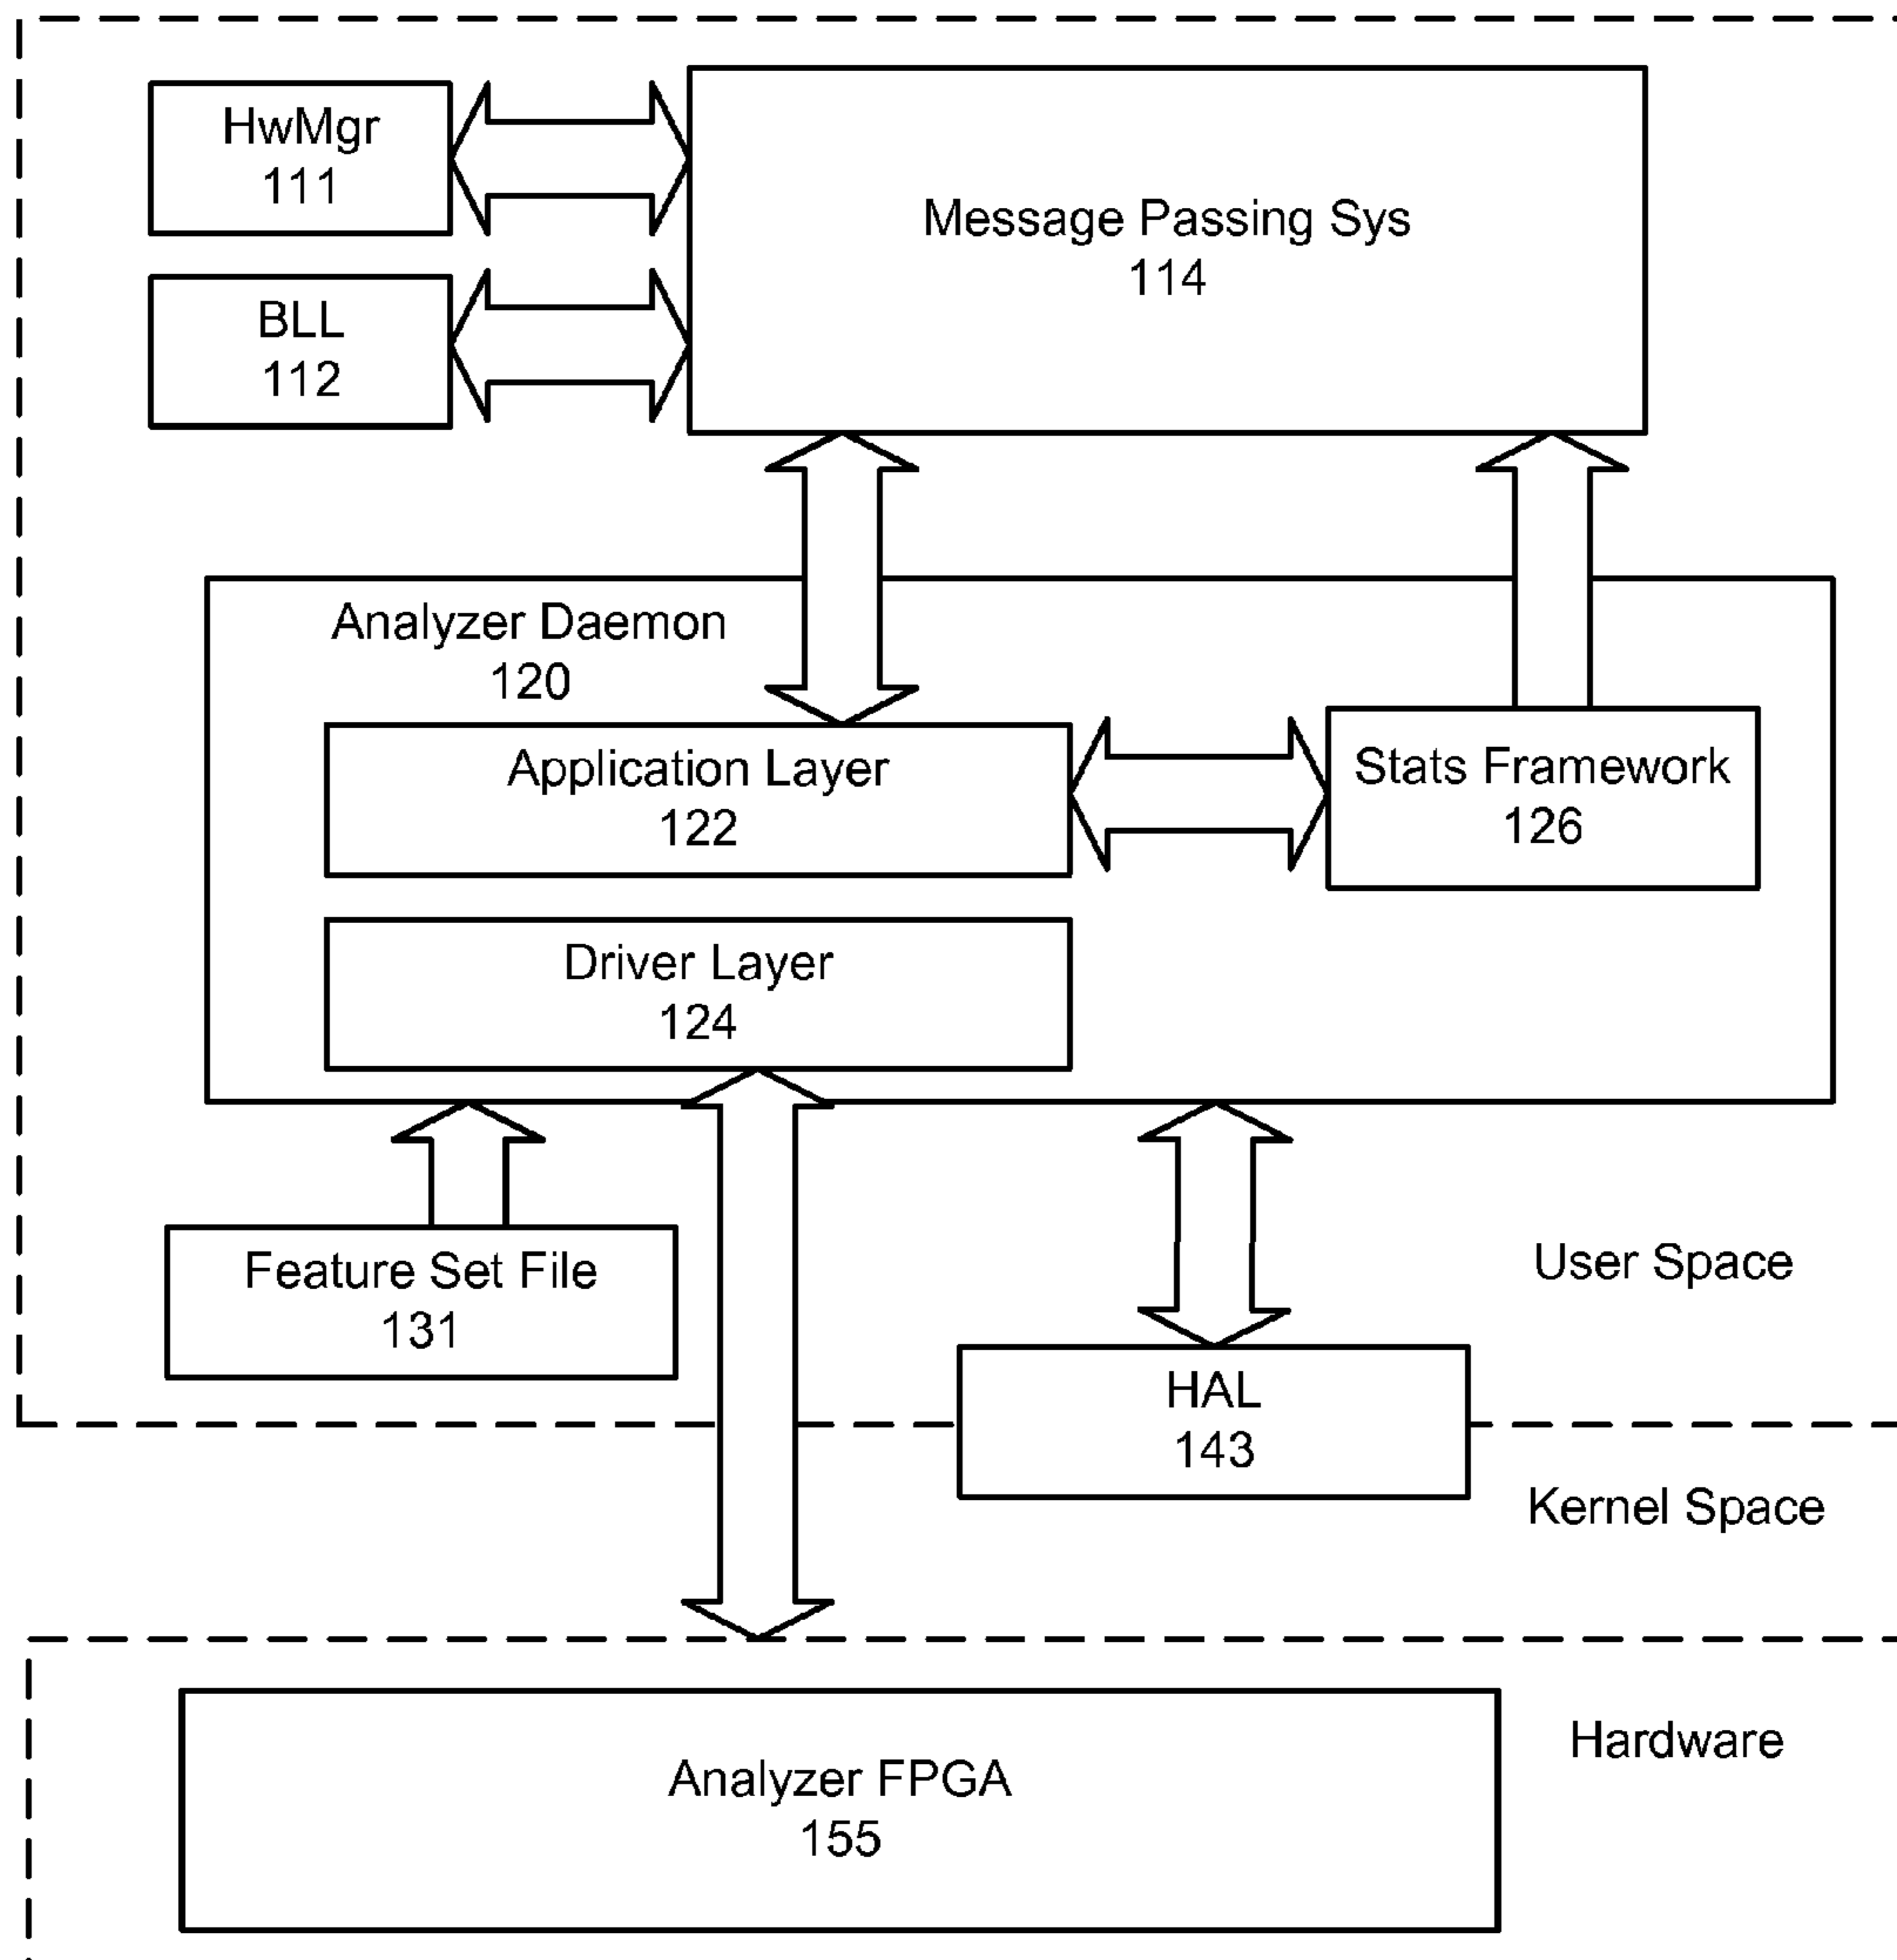 HwMgr
111
Message Passing Sys
114
BLL
112
Analyzer Daemon
120
Application Layer
122
Stats Framework
126
Driver Layer
124
Feature Set File
131
User Space
HAL
143
Kernel Space
Hardware
Analyzer FPGA
155